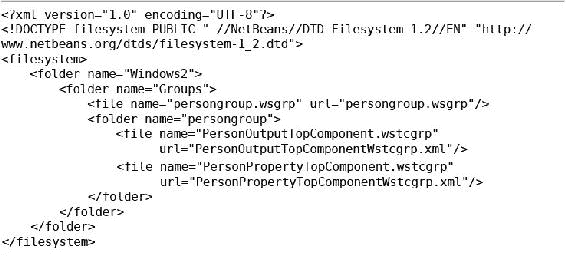 <?xml version="1.0" encoding="UTF-8"?>
<!DOCTYPE filesystem PUBLIC "-//NetBeans//DTD Filesystem 1.2//EN" "http://
www.netbeans.org/dtds/filesystem-1_2.dtd">
<filesystem>
    <folder name="Windows2">
        <folder name="Groups">
            <file name="persongroup.wsgrp" url="persongroup.wsgrp"/>
            <folder name="persongroup">
                <file name="PersonOutputTopComponent.wstcgrp"
                      url="PersonOutputTopComponentWstcgrp.xml"/>
                <file name="PersonPropertyTopComponent.wstcgrp"
                      url="PersonPropertyTopComponentWstcgrp.xml"/>
            </folder>
        </folder>
    </folder>
</filesystem>